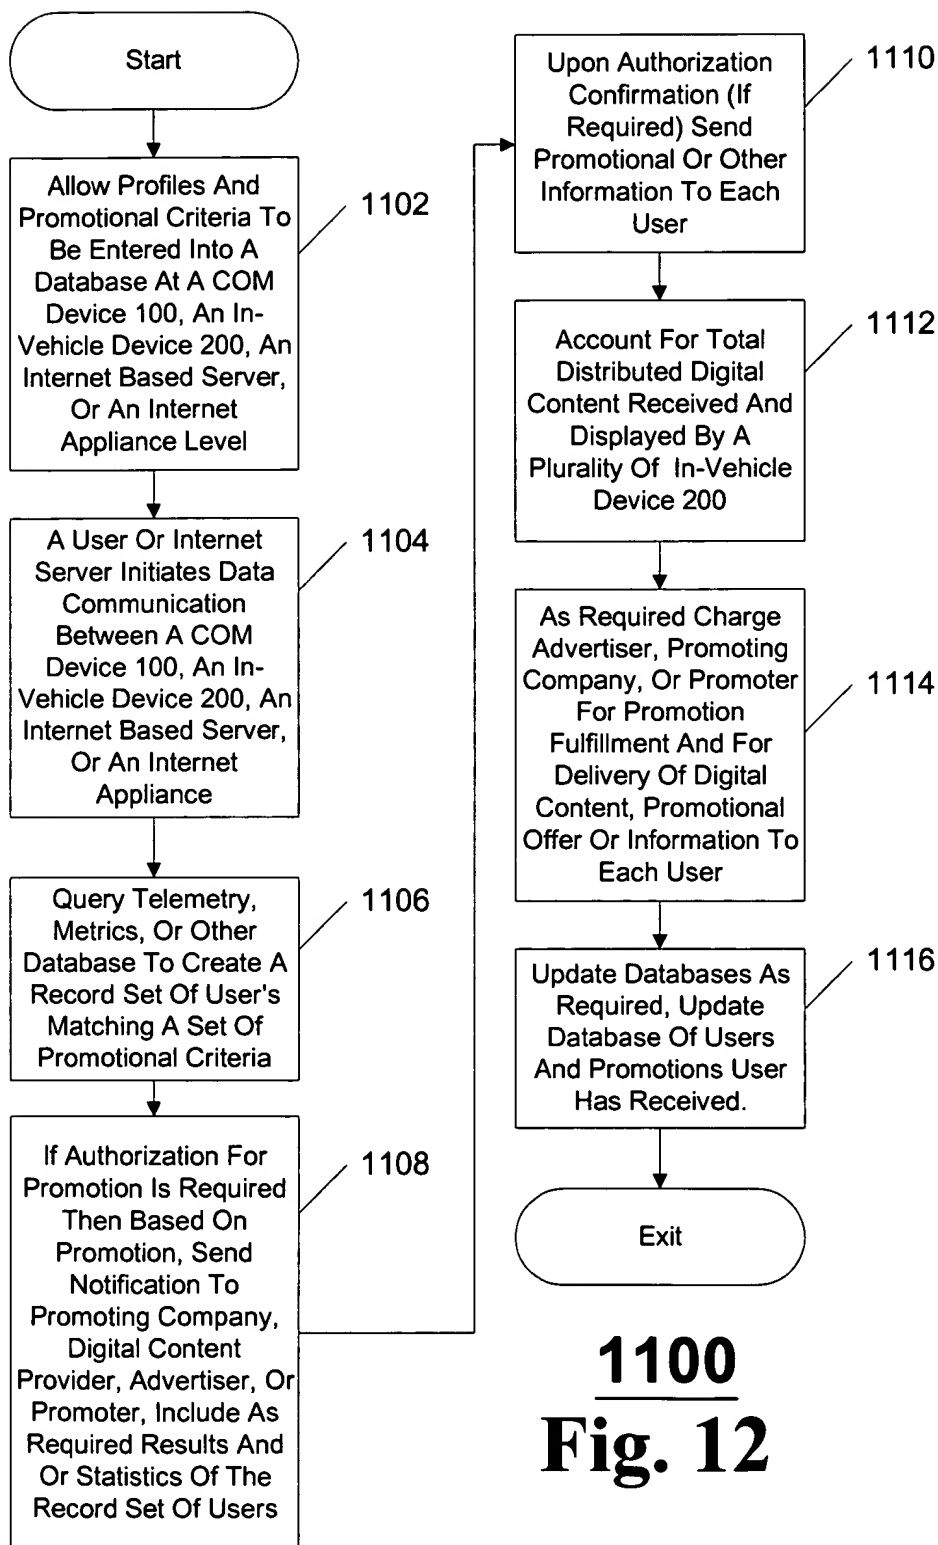 Start
Allow Profiles And
Promotional Criteria To
Be Entered Into A
Database At A COM
Device 100, An In-
Vehicle Device 200, An
Internet Based Server,
Or An Internet
Appliance Level
1102
A User Or Internet
Server Initiates Data
Communication
Between A COM
Device 100, An In-
Vehicle Device 200, An
Internet Based Server,
Or An Internet
Appliance
1104
Query Telemetry,
Metrics, Or Other
Database To Create A
Record Set Of User's
Matching A Set Of
Promotional Criteria
1106
If Authorization For
Promotion Is Required
Then Based On
Promotion, Send
Notification To
Promoting Company,
Digital Content
Provider, Advertiser, Or
Promoter, Include As
Required Results And
Or Statistics Of The
Record Set Of Users
1108
Upon Authorization
Confirmation (If
Required) Send
Promotional Or Other
Information To Each
User
1110
Account For Total
Distributed Digital
Content Received And
Displayed By A
Plurality Of In-Vehicle
Device 200
1112
As Required Charge
Advertiser, Promoting
Company, Or Promoter
For Promotion
Fulfillment And For
Delivery Of Digital
Content, Promotional
Offer Or Information To
Each User
1114
Update Databases As
Required, Update
Database Of Users
And Promotions User
Has Received.
1116
Exit
1100
Fig. 12